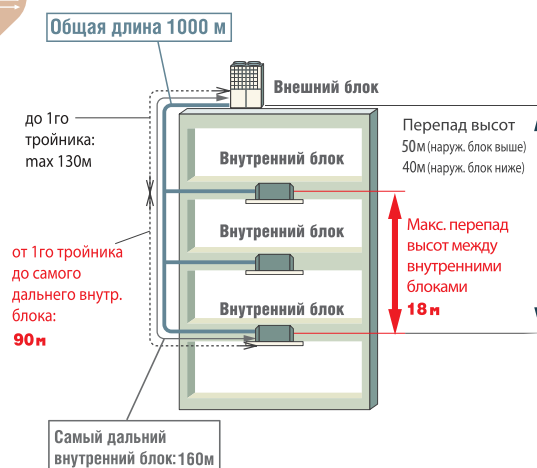 Общая длина 1000 м
Внешний блок
до 1го
тройника:
max 130м
Перепад высот
50м (наруж. блок выше)
40м (наруж. блок ниже)
Внутренний блок
Внутренний блок
Внутренний блок
от 1го тройника
до самого
дальнего внутр.
блока:
90м
Макс. перепад
высот между
внутренними
блоками
18м
Самый дальний
внутренний блок: 160м